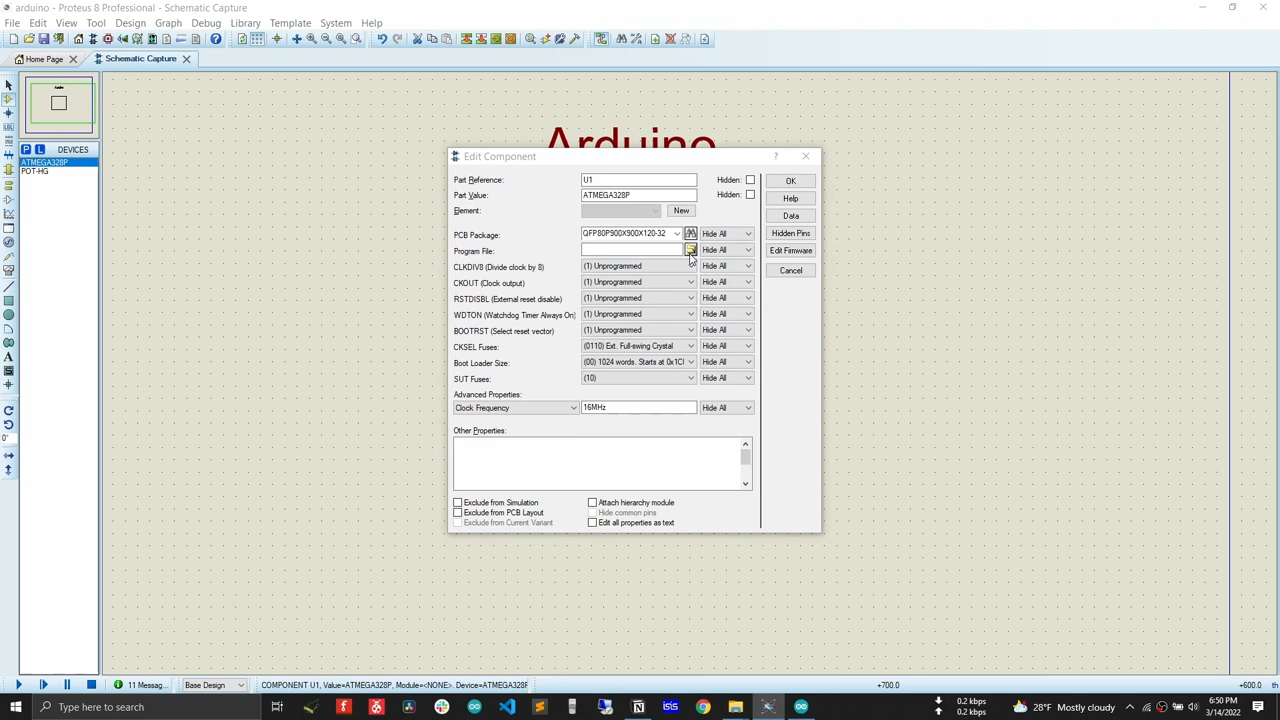 arduino - Proteus 8 Professional - Schematic Capture
File Edit View Tool Design Graph Debug Library Template System Help
Home Page Schematic Capture
P L DEVICES
ATMEGA328P
POT-HG
Arduino
Edit Component ?
Part Reference: U1 Hidden: OK
Part Value: ATMEGA328P Hidden: Help
Element: New Data
PCB Package: QFP80P900X900X120-32 Hide All Hidden Pins
Program File: Hide All Edit Firmware
CLKDIV8 (Divide clock by 8) (1) Unprogrammed Hide All Cancel
CKOUT (Clock output) (1) Unprogrammed Hide All
RSTDISBL (External reset disable) (1) Unprogrammed Hide All
WDTON (Watchdog Timer Always On) (1) Unprogrammed Hide All
BOOTRST (Select reset vector) (1) Unprogrammed Hide All
CKSEL Fuses: (0110) Ext. Full-swing Crystal Hide All
Boot Loader Size: (00) 1024 words. Starts at 0x1C Hide All
SUT Fuses: (10) Hide All
Advanced Properties:
Clock Frequency 16MHz Hide All
Other Properties:
Exclude from Simulation Attach hierarchy module
Exclude from PCB Layout Hide common pins
Exclude from Current Variant Edit all properties as text
0°
11 Messag... Base Design COMPONENT U1, Value=ATMEGA328P, Module=<NONE>. Device=ATMEGA328P +700.0 +600.0 th
Type here to search 0.2 kbps 28°F Mostly cloudy 6:50 PM
0.2 kbps 3/14/2022